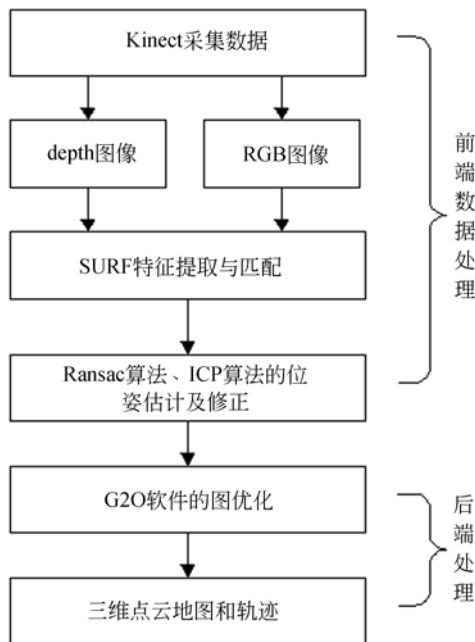 Kinect采集数据
depth图像
RGB图像
SURF特征提取与匹配
Ransac算法、ICP算法的位
姿估计及修正
前端数据处理
G2O软件的图优化
三维点云地图和轨迹
后端处理